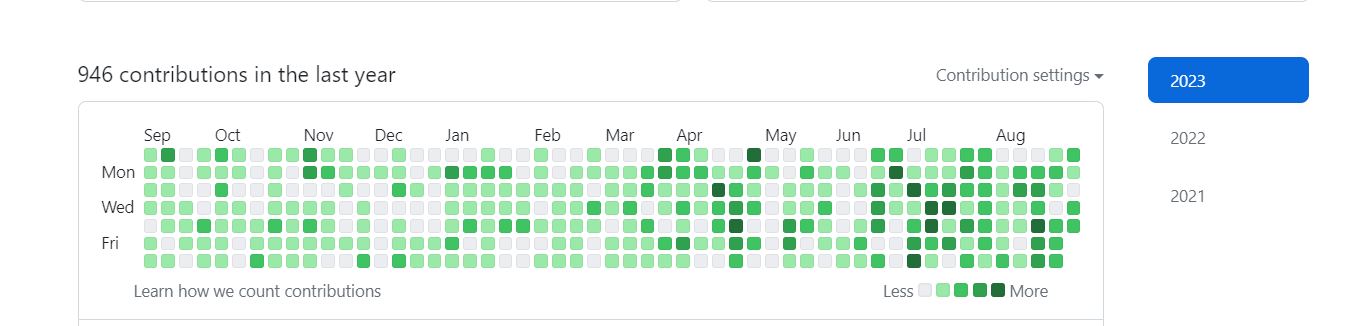 946 contributions in the last year
Contribution settings
2023
2022
2021
Sep Oct Nov Dec Jan Feb Mar Apr May Jun Jul Aug
Mon
Wed
Fri
Learn how we count contributions
Less More